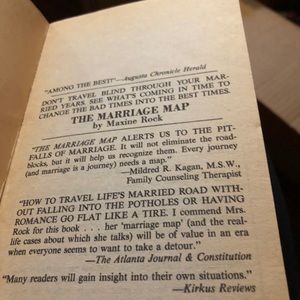 "AMONG THE BEST!"—Augusta Chronicle Herald
DON'T TRAVEL BLIND THROUGH YOUR MAR-
RIED YEARS. SEE WHAT'S COMING IN TIME TO
CHANGE THE BAD TIMES INTO THE BEST TIMES.
THE MARRIAGE MAP
by Maxine Rock
"THE MARRIAGE MAP ALERTS US TO THE PIT-
FALLS OF MARRIAGE. It will not eliminate the road-
blocks, but it will help us recognize them. Every journey
(and marriage is a journey) needs a map."
—Mildred R. Kagan, M.S.W.,
Family Counseling Therapist
"HOW TO TRAVEL LIFE'S MARRIED ROAD WITH-
OUT FALLING INTO THE POTHOLES OR HAVING
ROMANCE GO FLAT LIKE A TIRE. I commend Mrs.
Rock for this book . . . her 'marriage map' (and the real-
life cases about which she talks) will be of value in an era
when everyone seems to want to take a detour."
—The Atlanta Journal & Constitution
"Many readers will gain insight into their own situations."
—Kirkus Reviews